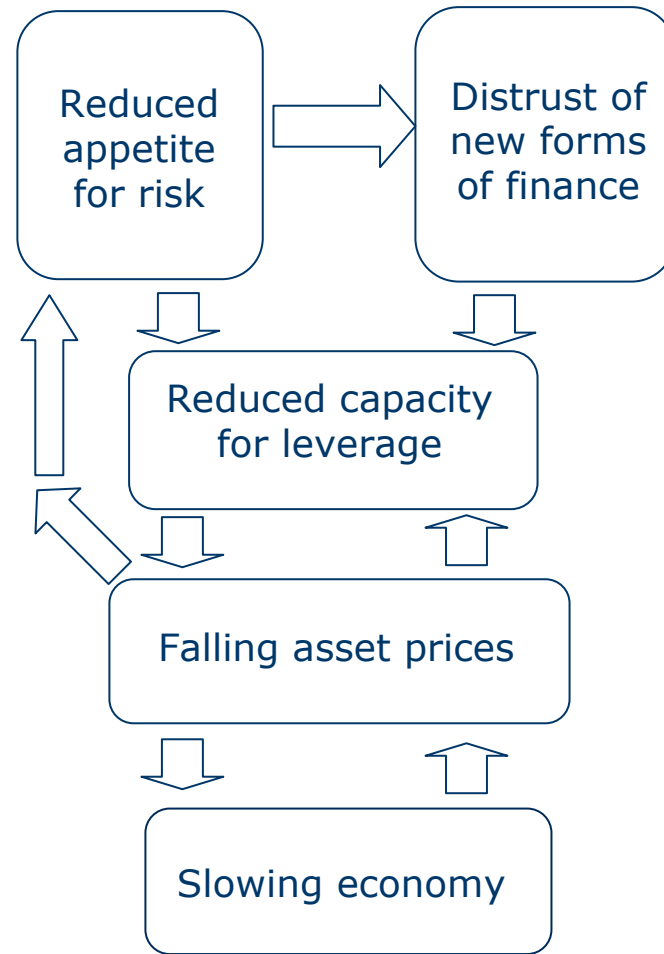 Reduced
appetite
for risk
Distrust of
new forms
of finance
Reduced capacity
for leverage
Falling asset prices
Slowing economy